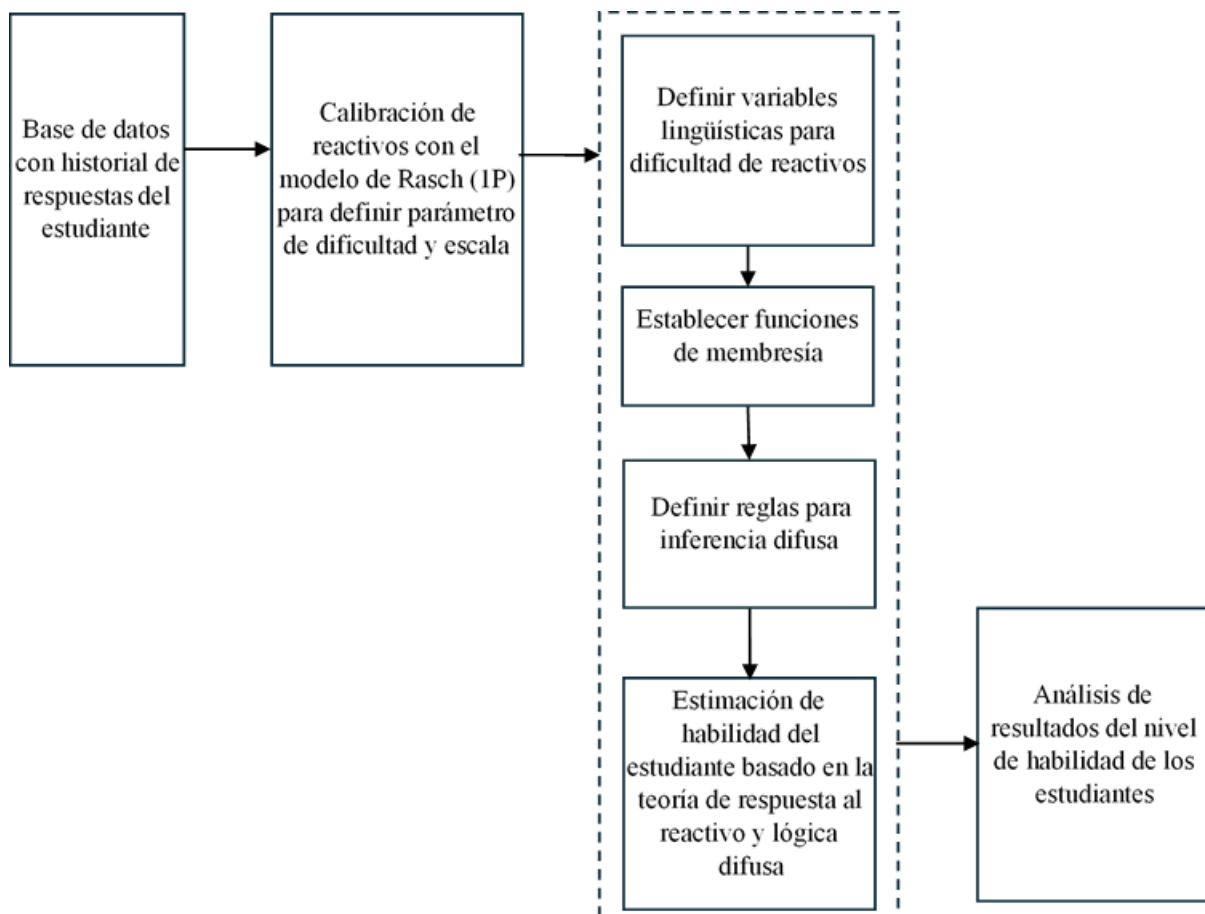 Base de datos
con historial de
respuestas del
estudiante
Calibración de
reactivos con el
modelo de Rasch (1P)
para definir parámetro
de dificultad y escala
Definir variables
lingüísticas para
dificultad de reactivos
Establecer funciones
de membresía
Definir reglas para
inferencia difusa
Estimación de
habilidad del
estudiante basado en la
teoría de respuesta al
reactivo y lógica
difusa
Análisis de
resultados del nivel
de habilidad de los
estudiantes